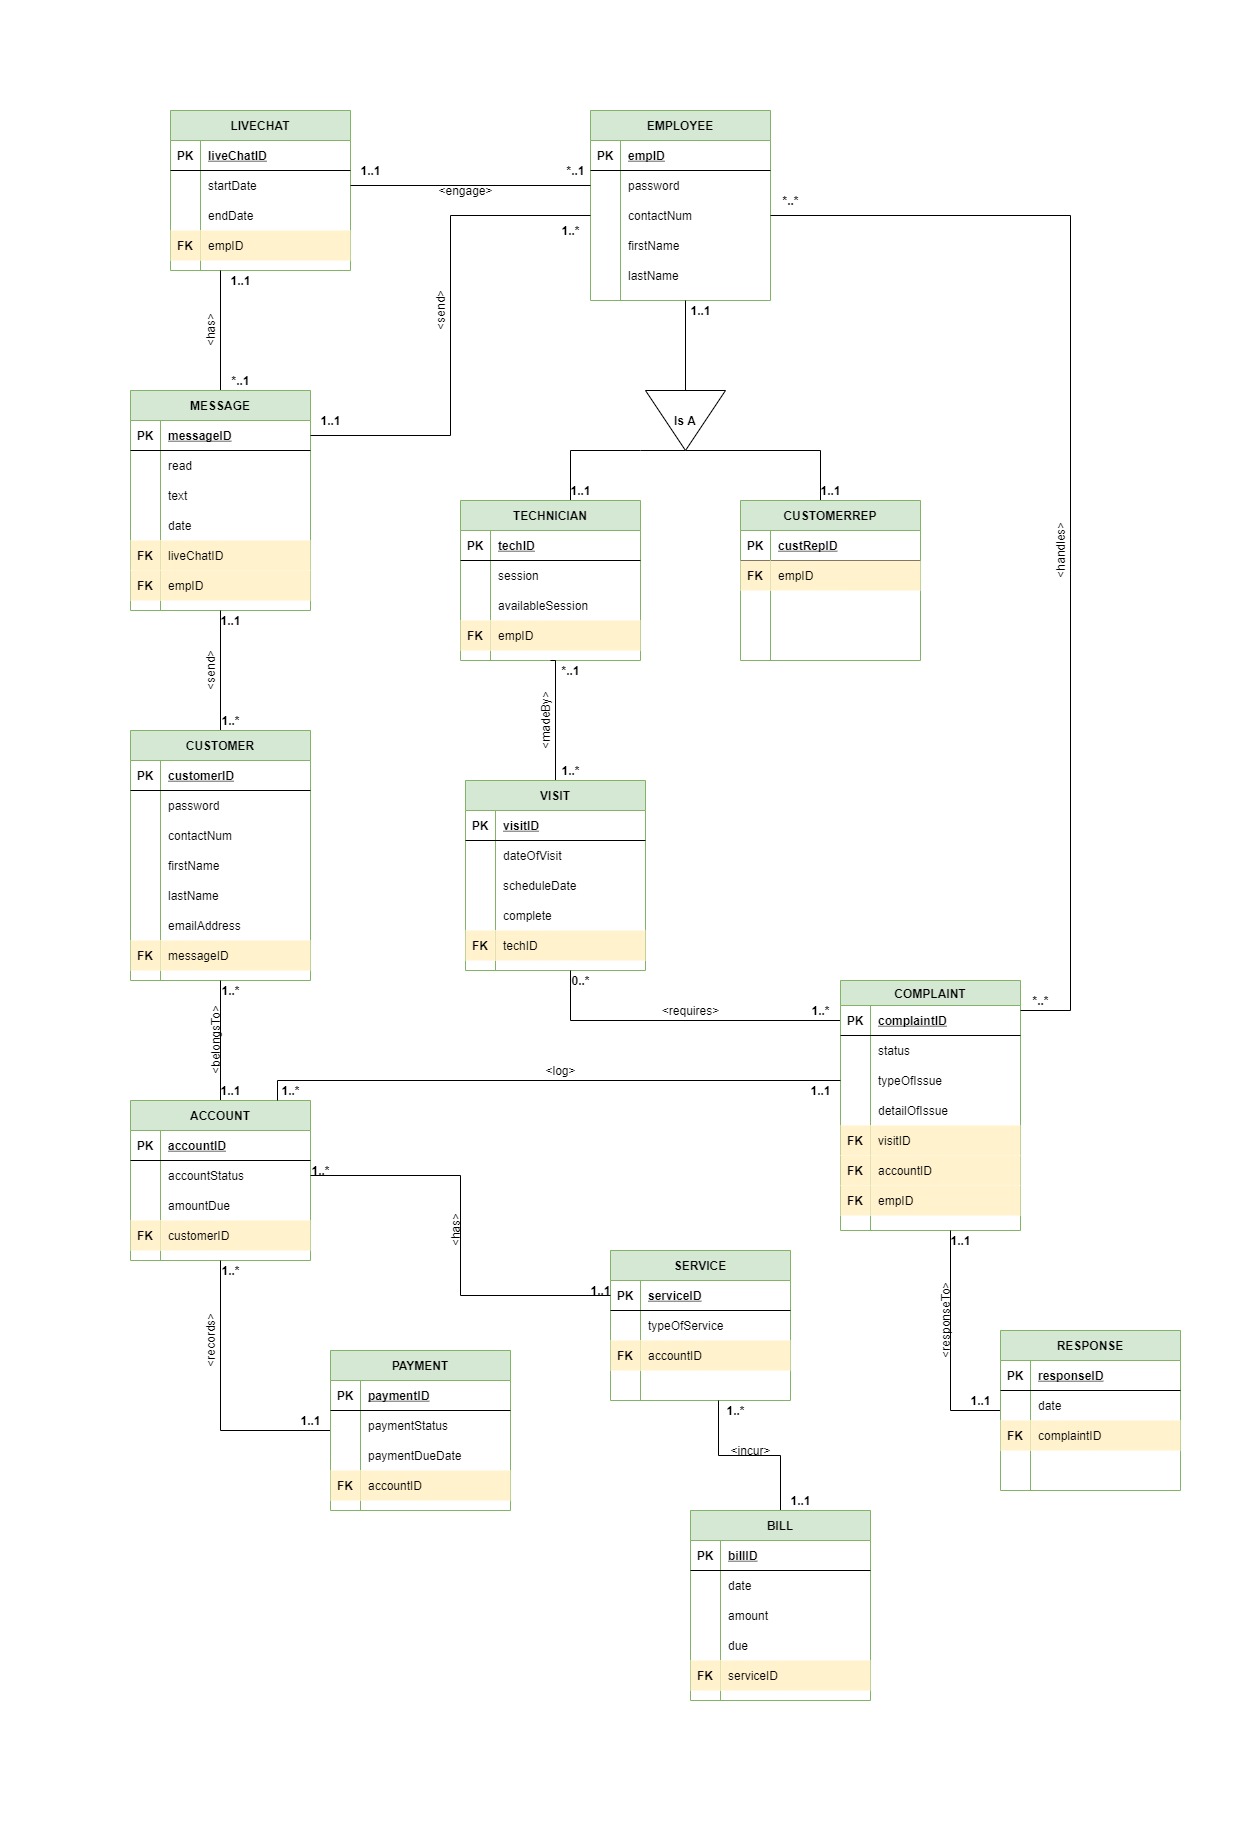 LIVECHAT
PK liveChatID
startDate
endDate
FK empID
1..1
<engage>
*..1
EMPLOYEE
PK empID
password
contactNum
firstName
lastName
*..*
1..*
<send>
1..1
1..1
<has>
*..1
1..1
Is A
MESSAGE
PK messageID
read
text
date
FK liveChatID
FK empID
1..1
TECHNICIAN
PK techID
session
availableSession
FK empID
1..1
CUSTOMERREP
PK custRepID
FK empID
<handles>
1..1
<send>
1..*
*..1
<madeBy>
1..*
CUSTOMER
PK customerID
password
contactNum
firstName
lastName
emailAddress
FK messageID
VISIT
PK visitID
dateOfVisit
scheduleDate
complete
FK techID
0..*
<requires>
1..*
*..*
COMPLAINT
PK complaintID
status
typeOfIssue
detailOfIssue
FK visitID
FK accountID
FK empID
1..*
<belongsTo>
1..1
1..*
<log>
1..1
ACCOUNT
PK accountID
accountStatus
amountDue
FK customerID
1..*
<has>
1..1
SERVICE
PK serviceID
typeOfService
FK accountID
1..1
<responseTo>
1..1
RESPONSE
PK responseID
date
FK complaintID
1..*
<records>
1..1
PAYMENT
PK paymentID
paymentStatus
paymentDueDate
FK accountID
1..*
<incur>
1..1
BILL
PK billID
date
amount
due
FK serviceID